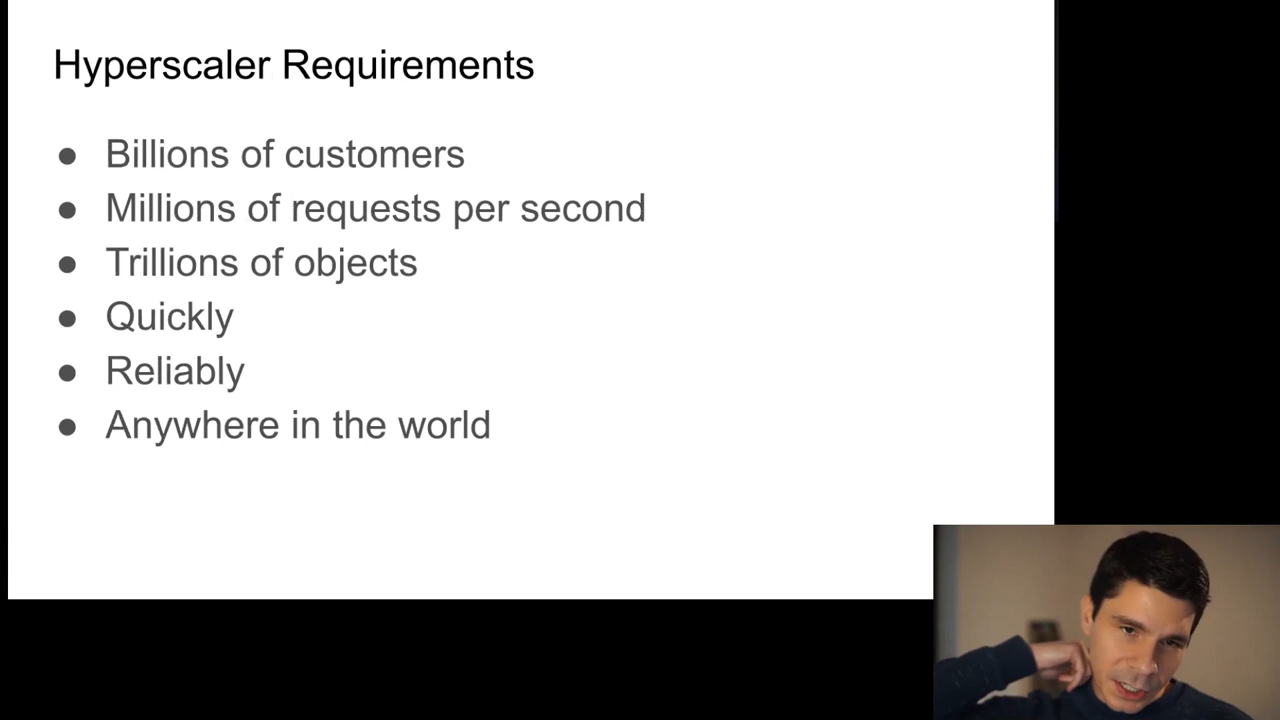 Hyperscaler Requirements
● Billions of customers
● Millions of requests per second
● Trillions of objects
● Quickly
● Reliably
● Anywhere in the world